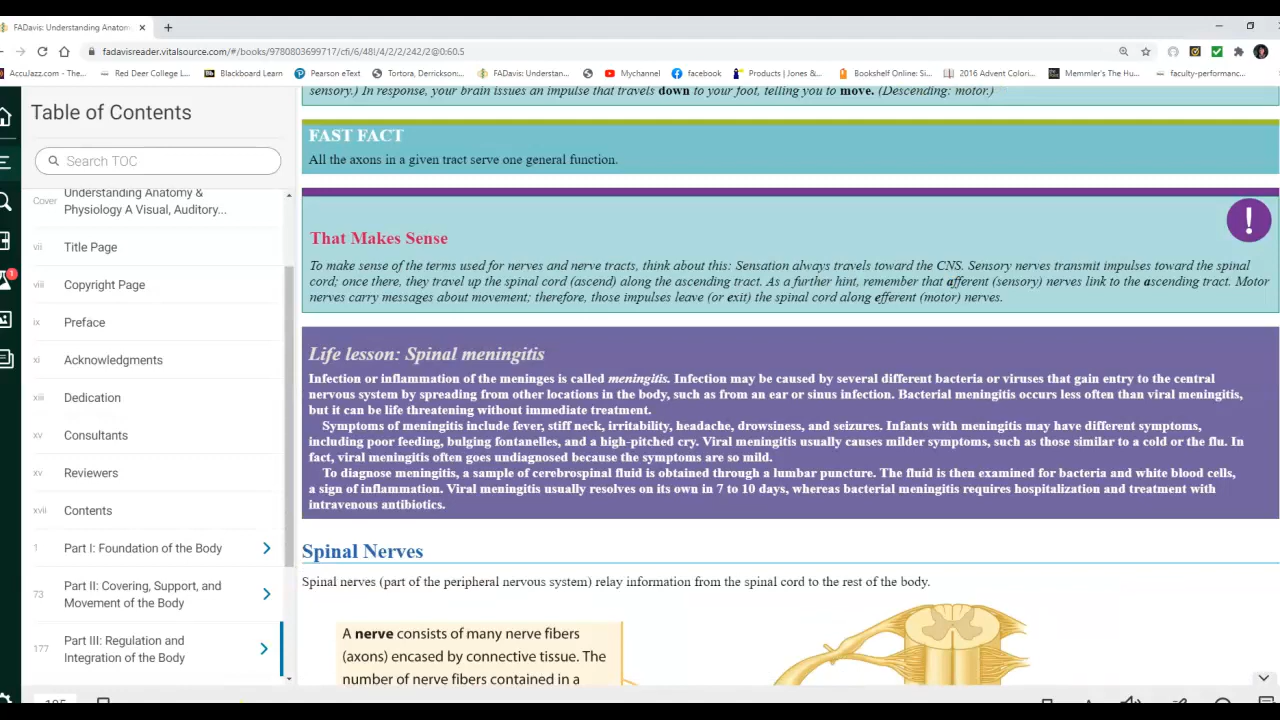 FADavis: Understanding Anatom
fadavisreader.vitalsource.com/#/books/9780803699717/cfi/6/48!/4/2/2/242/2@0:60.5
AccuJazz.com - The... Red Deer College L... Blackboard Learn Pearson eText Tortora, Derrickson:... FADavis: Understan... Mychannel facebook Products | Jones &... Bookshelf Online: Si... 2016 Advent Colori... Memmler's The Hu... faculty-performanc...
Table of Contents
Search TOC
Cover Understanding Anatomy &
Physiology A Visual, Auditory...
vii Title Page
viii Copyright Page
ix Preface
xi Acknowledgments
xiii Dedication
xv Consultants
xv Reviewers
xvii Contents
1 Part I: Foundation of the Body
73 Part II: Covering, Support, and
Movement of the Body
177 Part III: Regulation and
Integration of the Body
1
sensory.) In response, your brain issues an impulse that travels down to your foot, telling you to move. (Descending: motor.)
FAST FACT
All the axons in a given tract serve one general function.
!
That Makes Sense
To make sense of the terms used for nerves and nerve tracts, think about this: Sensation always travels toward the CNS. Sensory nerves transmit impulses toward the spinal
cord; once there, they travel up the spinal cord (ascend) along the ascending tract. As a further hint, remember that afferent (sensory) nerves link to the ascending tract. Motor
nerves carry messages about movement; therefore, those impulses leave (or exit) the spinal cord along efferent (motor) nerves.
Life lesson: Spinal meningitis
Infection or inflammation of the meninges is called meningitis. Infection may be caused by several different bacteria or viruses that gain entry to the central
nervous system by spreading from other locations in the body, such as from an ear or sinus infection. Bacterial meningitis occurs less often than viral meningitis,
but it can be life threatening without immediate treatment.
Symptoms of meningitis include fever, stiff neck, irritability, headache, drowsiness, and seizures. Infants with meningitis may have different symptoms,
including poor feeding, bulging fontanelles, and a high-pitched cry. Viral meningitis usually causes milder symptoms, such as those similar to a cold or the flu. In
fact, viral meningitis often goes undiagnosed because the symptoms are so mild.
To diagnose meningitis, a sample of cerebrospinal fluid is obtained through a lumbar puncture. The fluid is then examined for bacteria and white blood cells,
a sign of inflammation. Viral meningitis usually resolves on its own in 7 to 10 days, whereas bacterial meningitis requires hospitalization and treatment with
intravenous antibiotics.
Spinal Nerves
Spinal nerves (part of the peripheral nervous system) relay information from the spinal cord to the rest of the body.
A nerve consists of many nerve fibers
(axons) encased by connective tissue. The
number of nerve fibers contained in a